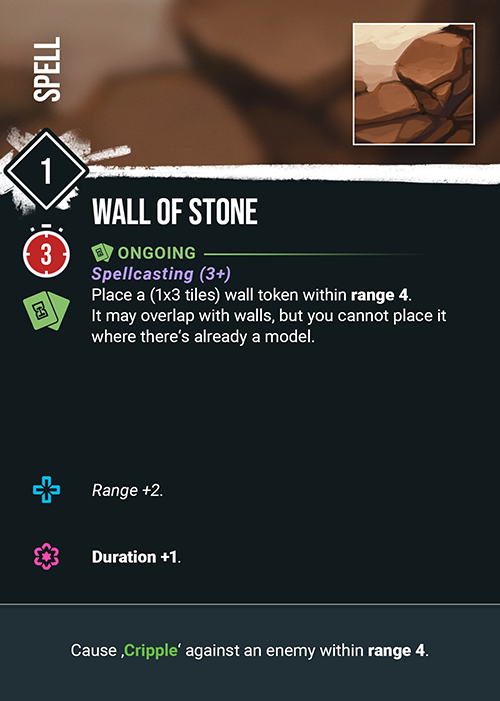 SPELL
1
WALL OF STONE
3
ONGOING
Spellcasting (3+)
Place a (1x3 tiles) wall token within range 4.
It may overlap with walls, but you cannot place it
where there‘s already a model.
Range +2.
Duration +1.
Cause ‚Cripple‘ against an enemy within range 4.